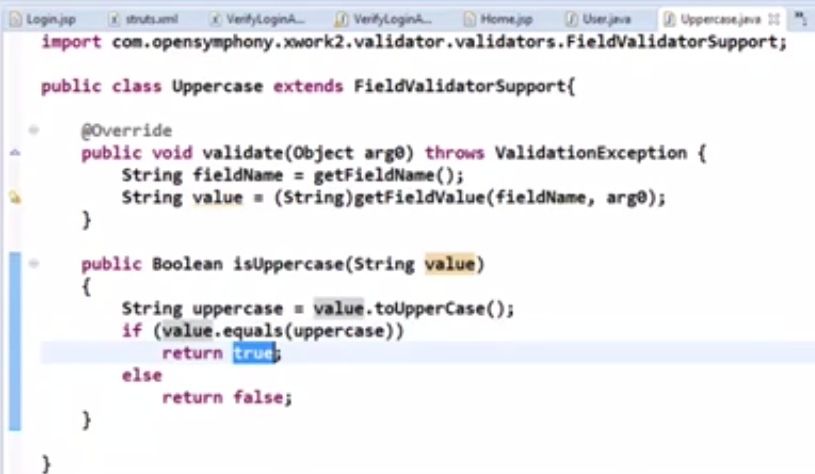 Login.jsp struts.xml VerifyLoginA... VerifyLoginA... Home.jsp User.java Uppercase.java
import com.opensymphony.xwork2.validator.validators.FieldValidatorSupport;
public class Uppercase extends FieldValidatorSupport{
@Override
public void validate(Object arg0) throws ValidationException {
String fieldName = getFieldName();
String value = (String)getFieldValue(fieldName, arg0);
}
public Boolean isUppercase(String value)
{
String uppercase = value.toUpperCase();
if (value.equals(uppercase))
return true;
else
return false;
}
}